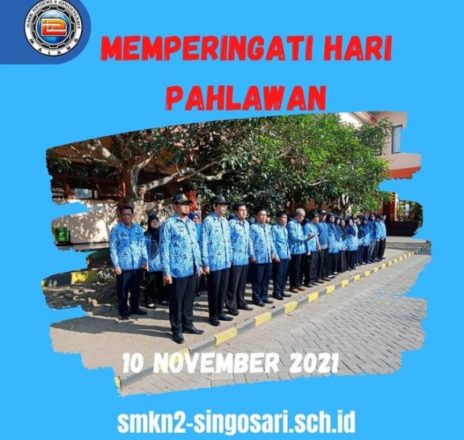 MEMPERINGATI HARI
PAHLAWAN
10 NOVEMBER 2021
smkn2-singosari.sch.id